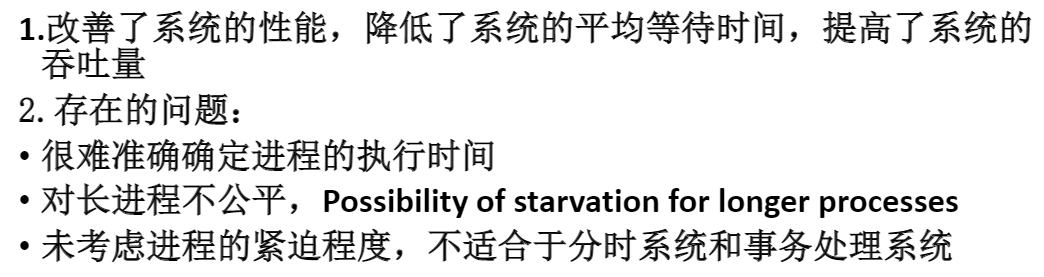 1.改善了系统的性能，降低了系统的平均等待时间，提高了系统的
吞吐量
2. 存在的问题：
• 很难准确确定进程的执行时间
• 对长进程不公平，Possibility of starvation for longer processes
• 未考虑进程的紧迫程度，不适合于分时系统和事务处理系统